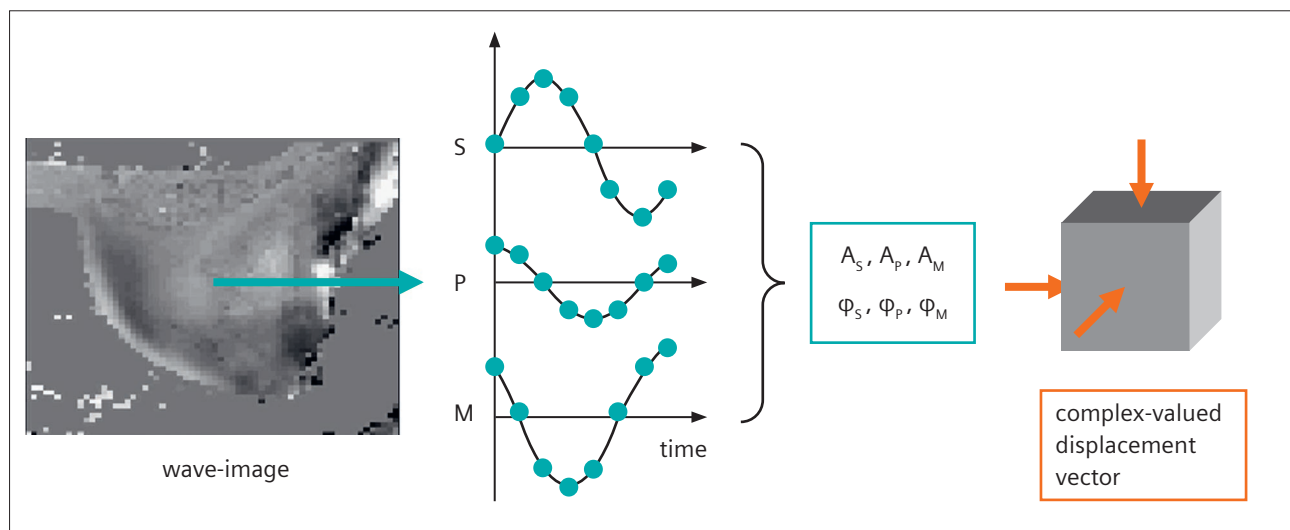 wave-image
S
P
M
time
A_S, A_P, A_M
φ_S, φ_P, φ_M
complex-valued
displacement
vector